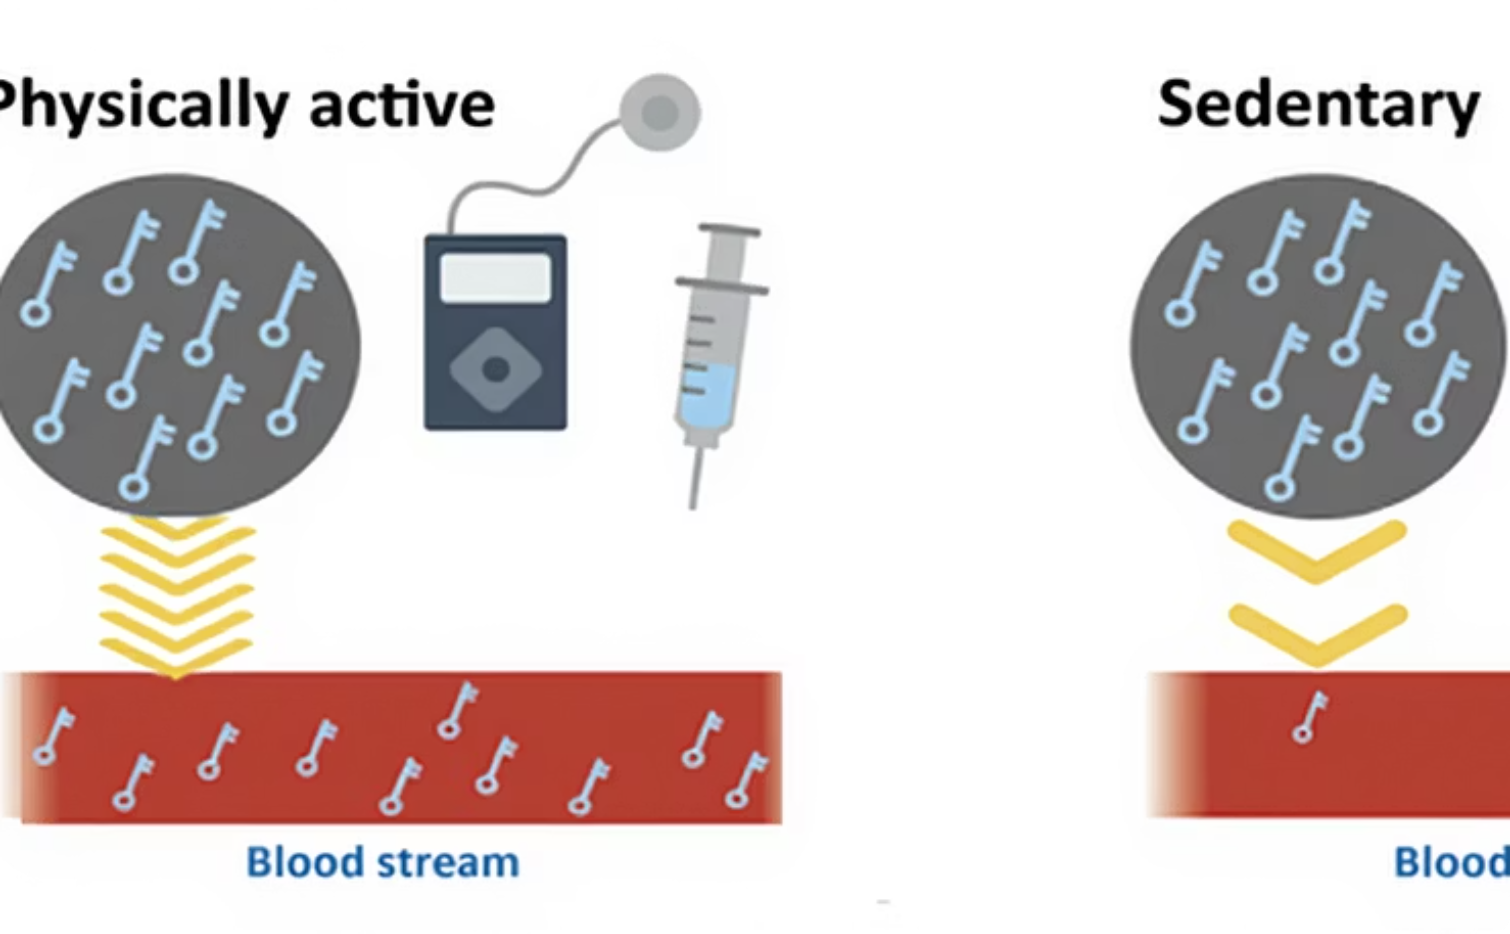 Physically active
Sedentary
Blood stream
Blood